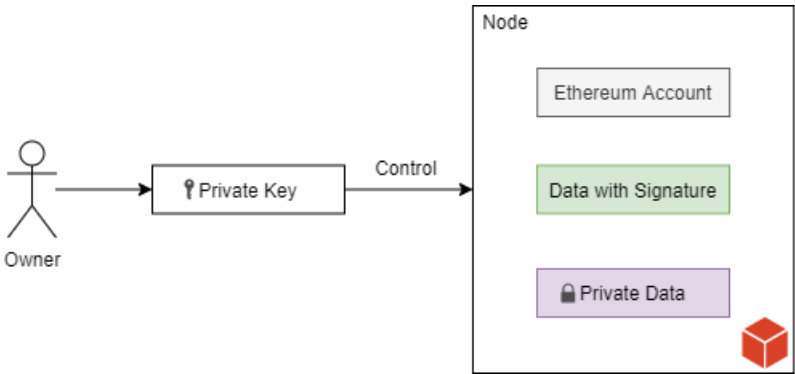 Node
Ethereum Account
Control
Private Key
Data with Signature
Owner
Private Data